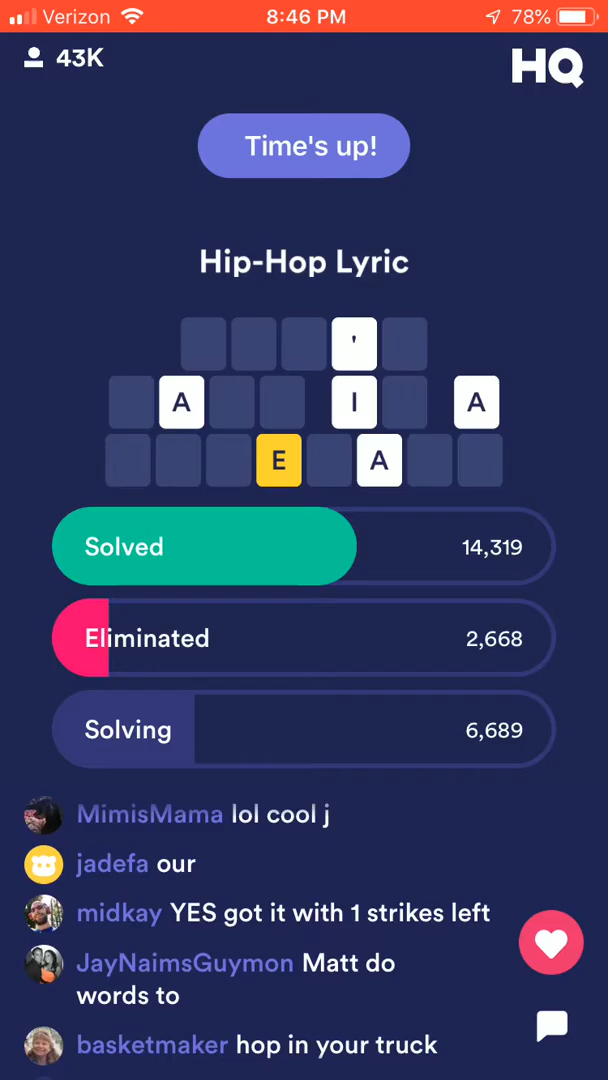 Verizon 8:46 PM 78%
43K HQ
Time's up!
Hip-Hop Lyric
'
A I A
E A
Solved 14,319
Eliminated 2,668
Solving 6,689
MimisMama lol cool j
jadefa our
midkay YES got it with 1 strikes left
JayNaimsGuymon Matt do
words to
basketmaker hop in your truck